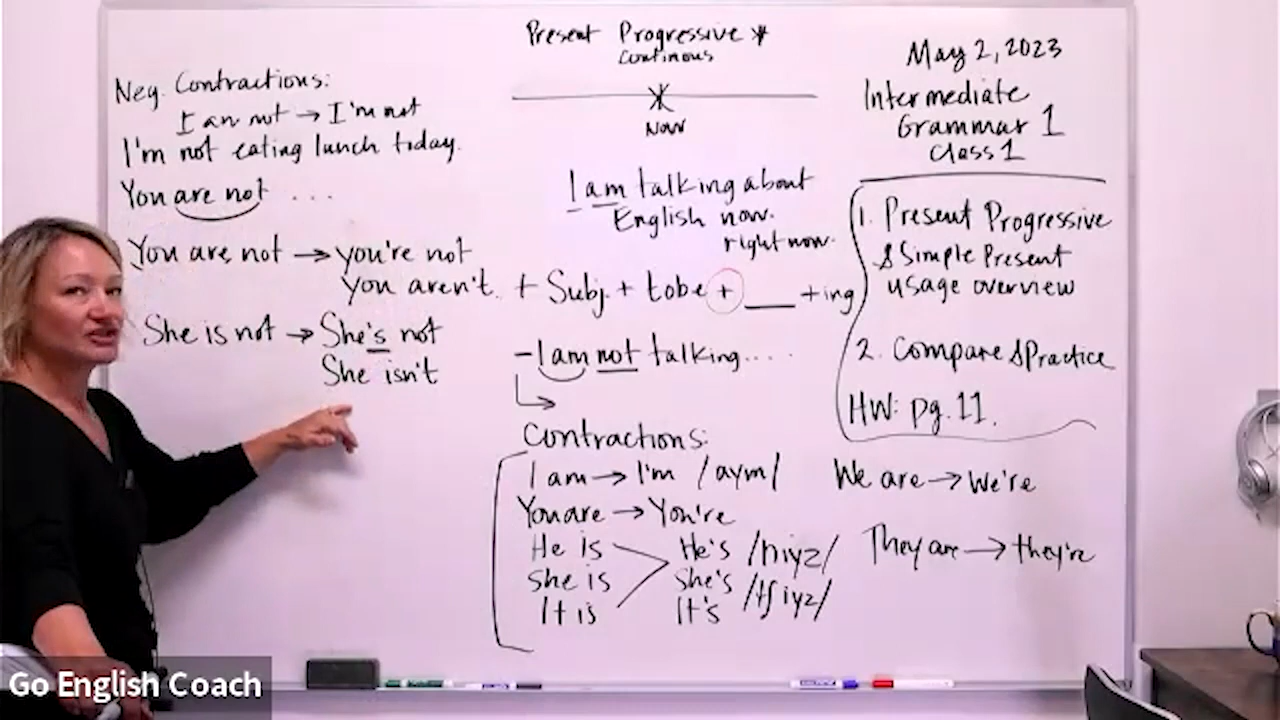 Present Progressive *
Continous
Now
I am talking about
English now.
right now.
+ Subj. + to be + ___ + ing
- I am not talking....
Contractions:
I am → I'm /aym/
You are → You're
He is
She is
It is
He's /hiyz/
she's /tʃiyz/
It's
We are → We're
They are → they're
Neg. Contractions:
I am not → I'm not
I'm not eating lunch today.
You are not ...
You are not → you're not
you aren't.
She is not → She's not
She isn't
May 2, 2023
Intermediate
Grammar 1
Class 1
1. Present Progressive
& Simple Present
usage overview
2. Compare & Practice
HW: pg. 11.
Go English Coach